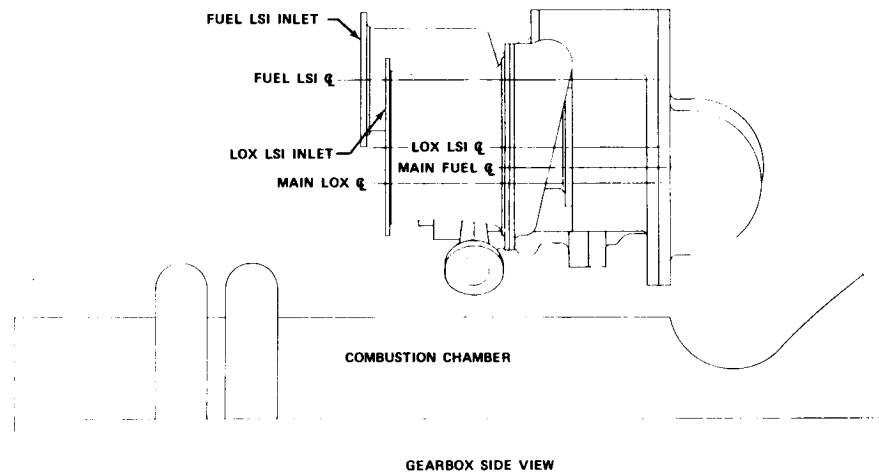 FUEL LSI INLET
FUEL LSI ℄
LOX LSI INLET
LOX LSI ℄
MAIN FUEL ℄
MAIN LOX ℄
COMBUSTION CHAMBER
GEARBOX SIDE VIEW